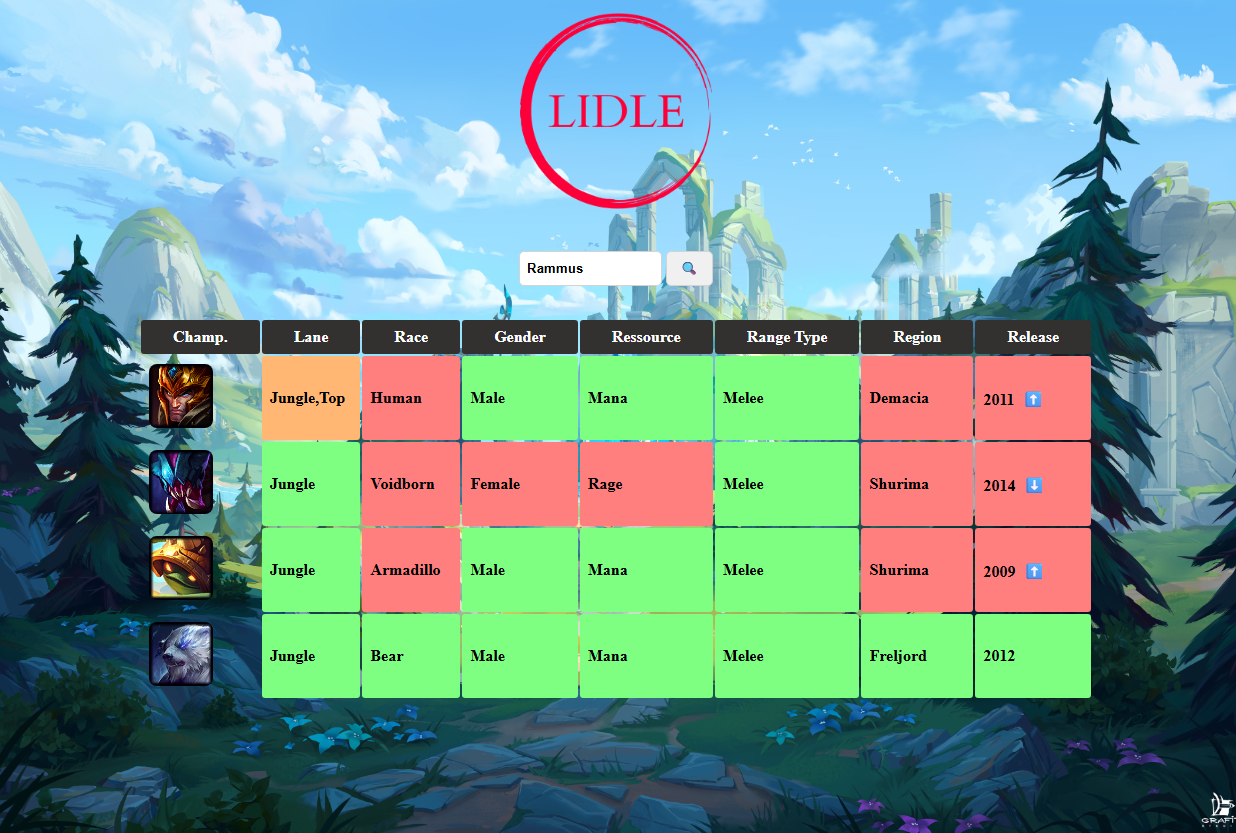 LIDLE
Rammus
Champ. Lane Race Gender Ressource Range Type Region Release
Jungle,Top Human Male Mana Melee Demacia 2011 ⬆️
Jungle Voidborn Female Rage Melee Shurima 2014 ⬇️
Jungle Armadillo Male Mana Melee Shurima 2009 ⬆️
Jungle Bear Male Mana Melee Freljord 2012